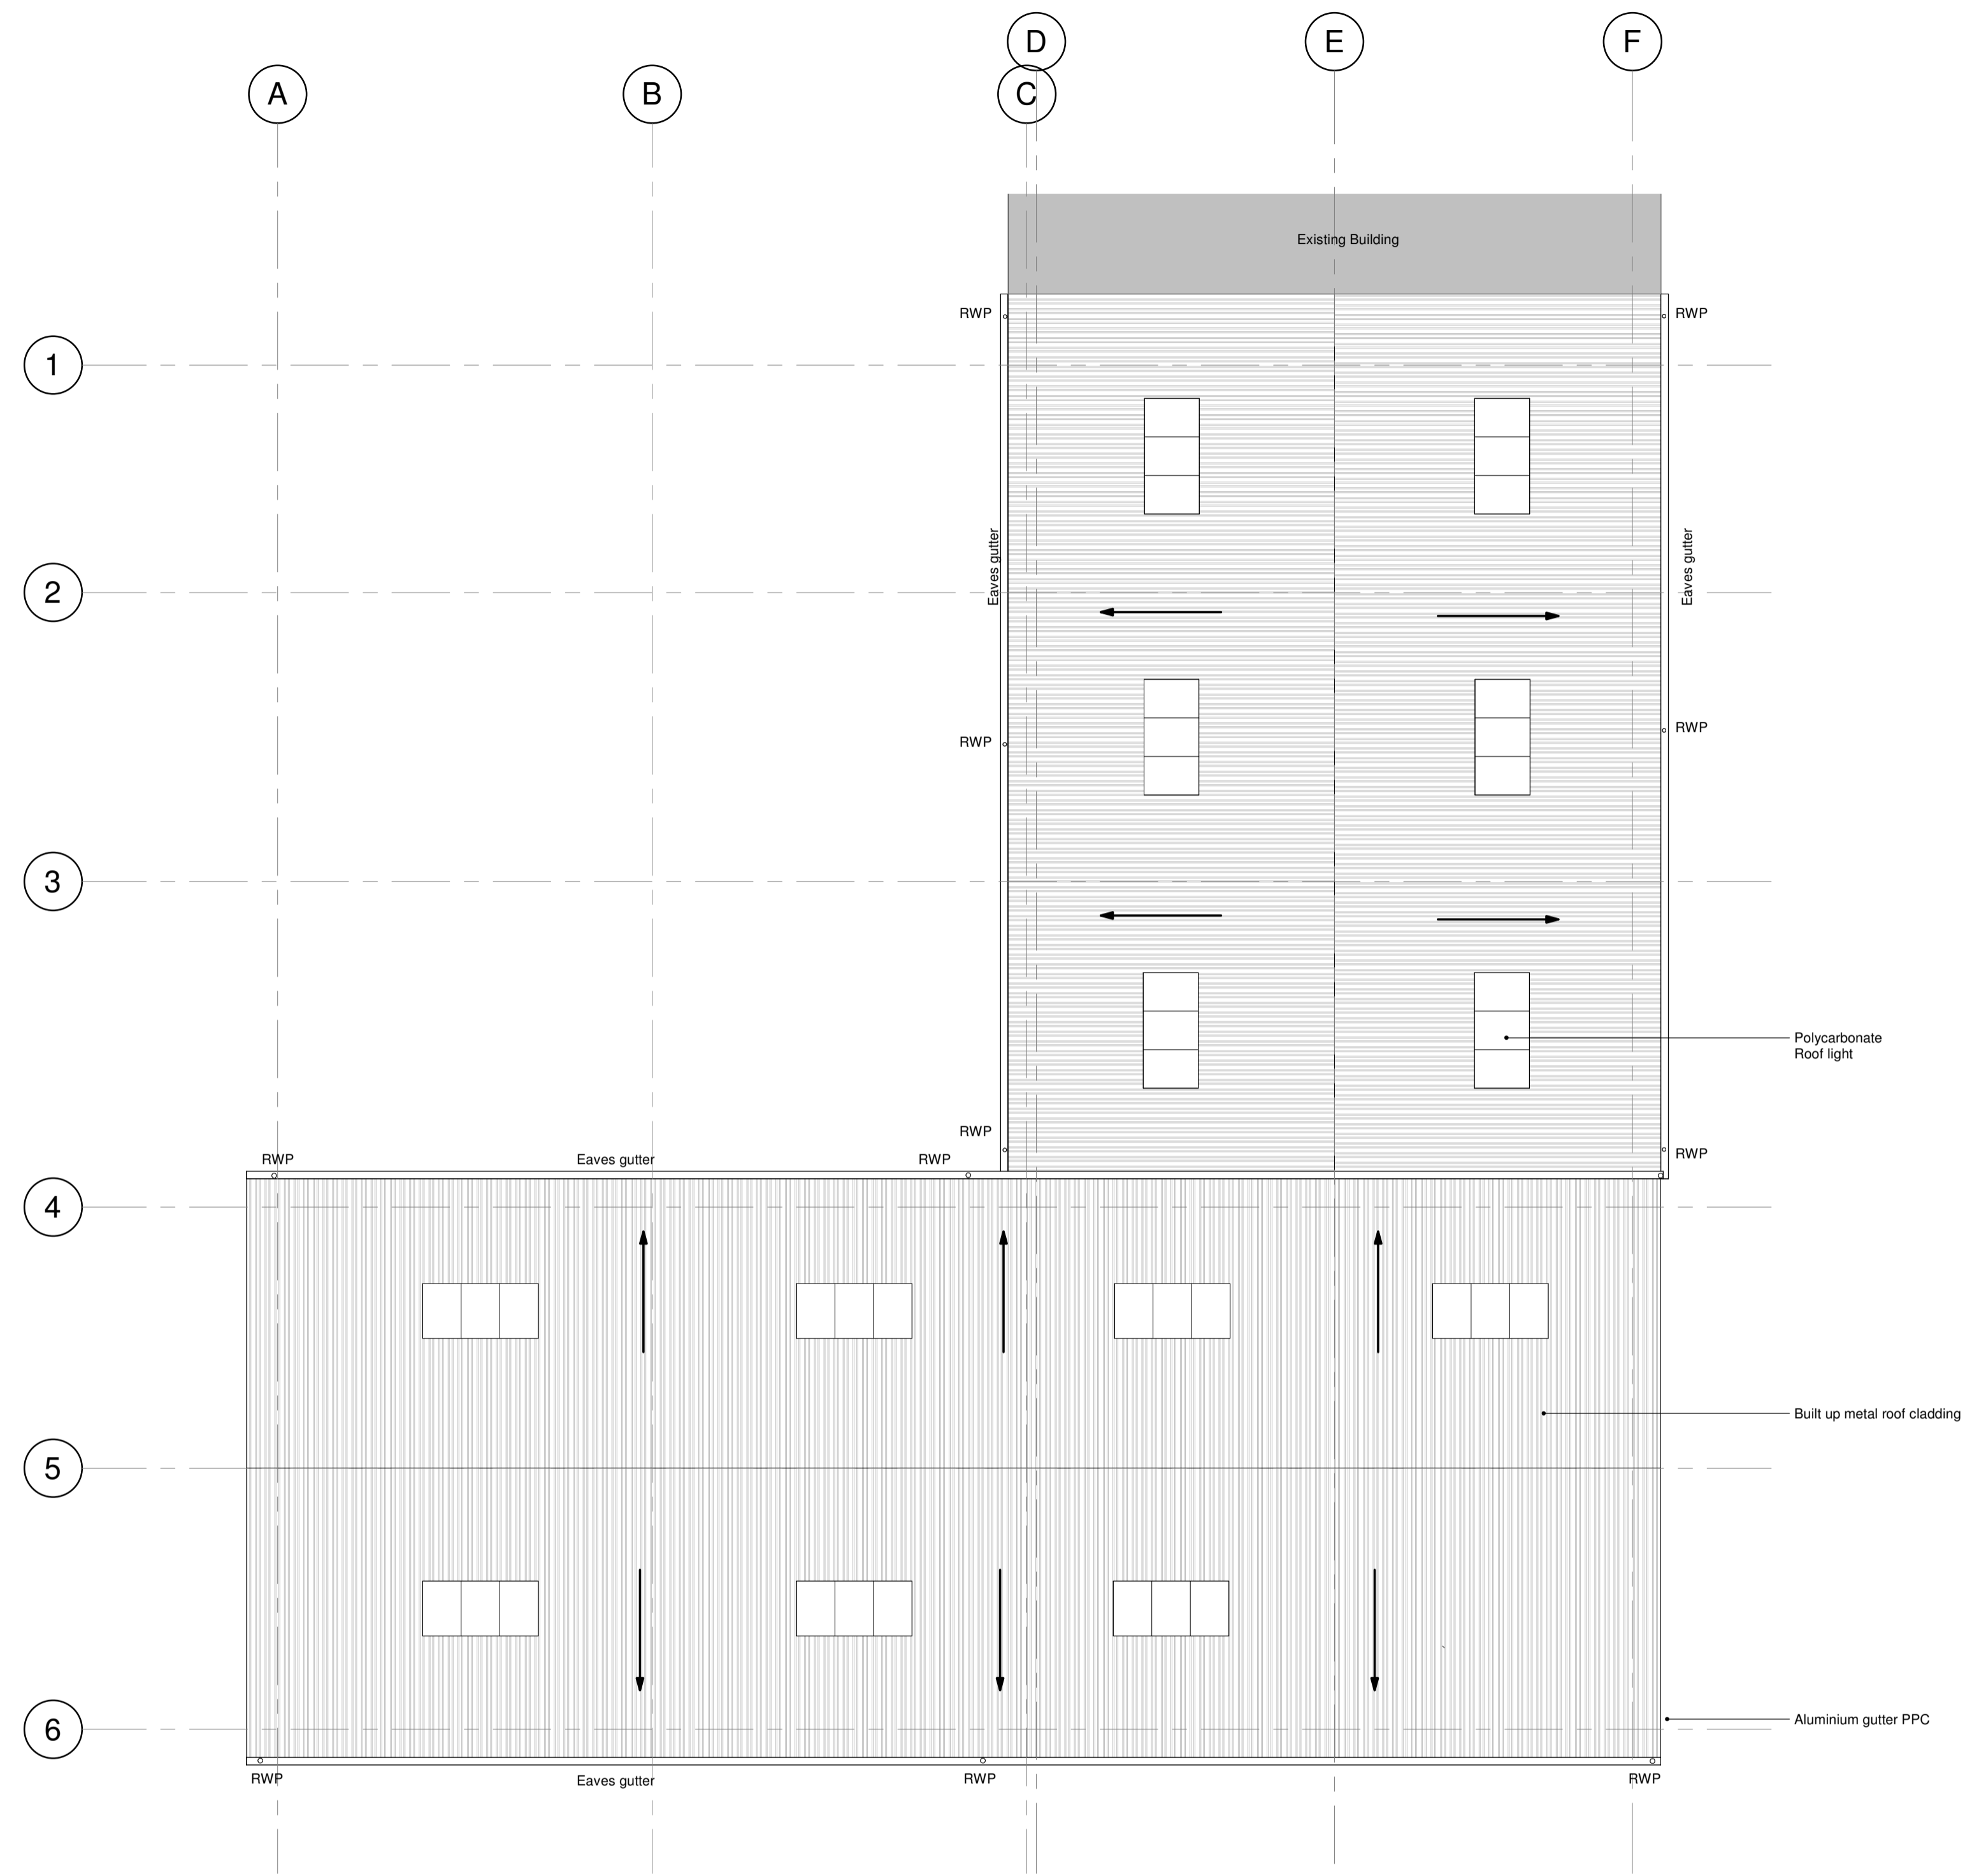 D
E
F
A
B
C
Existing Building
RWP
RWP
1
Eaves gutter
Eaves gutter
2
RWP
RWP
3
Polycarbonate
Roof light
RWP
RWP
RWP
Eaves gutter
RWP
4
Built up metal roof cladding
5
Aluminium gutter PPC
6
RWP
Eaves gutter
RWP
RWP